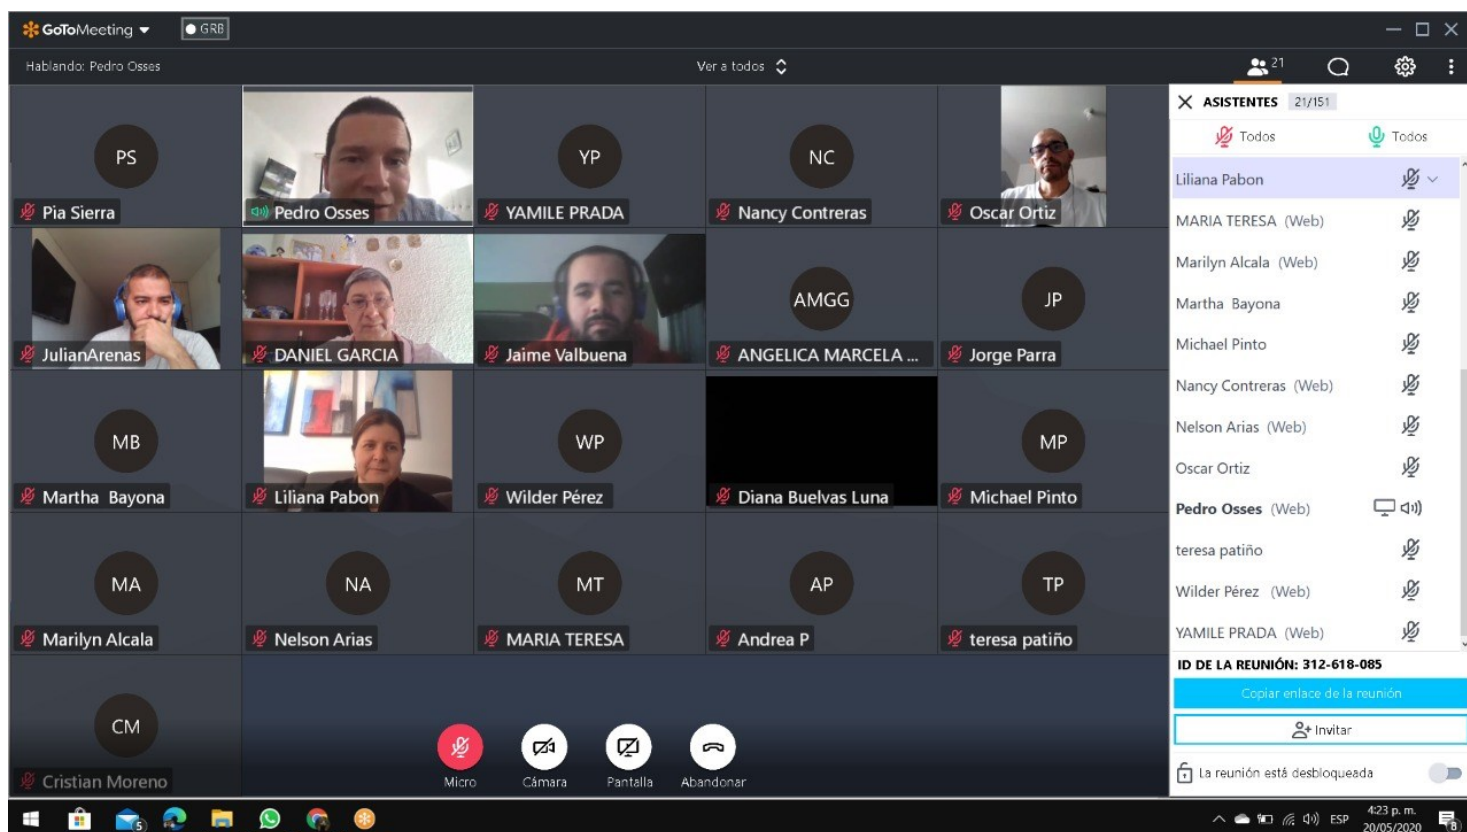 GoToMeeting
GRB
Hablando: Pedro Osses
Ver a todos
21
PS
Pia Sierra
Pedro Osses
YP
YAMILE PRADA
NC
Nancy Contreras
Oscar Ortiz
JulianArenas
DANIEL GARCIA
Jaime Valbuena
AMGG
ANGELICA MARCELA ...
JP
Jorge Parra
MB
Martha Bayona
Liliana Pabon
WP
Wilder Pérez
Diana Buelvas Luna
MP
Michael Pinto
MA
Marilyn Alcala
NA
Nelson Arias
MT
MARIA TERESA
AP
Andrea P
TP
teresa patiño
CM
Cristian Moreno
Micro
Cámara
Pantalla
Abandonar
ASISTENTES 21/151
Todos Todos
Liliana Pabon
MARIA TERESA (Web)
Marilyn Alcala (Web)
Martha Bayona
Michael Pinto
Nancy Contreras (Web)
Nelson Arias (Web)
Oscar Ortiz
Pedro Osses (Web)
teresa patiño
Wilder Pérez (Web)
YAMILE PRADA (Web)
ID DE LA REUNIÓN: 312-618-085
Copiar enlace de la reunión
Invitar
La reunión está desbloqueada
5
ESP
4:23 p. m.
20/05/2020
8